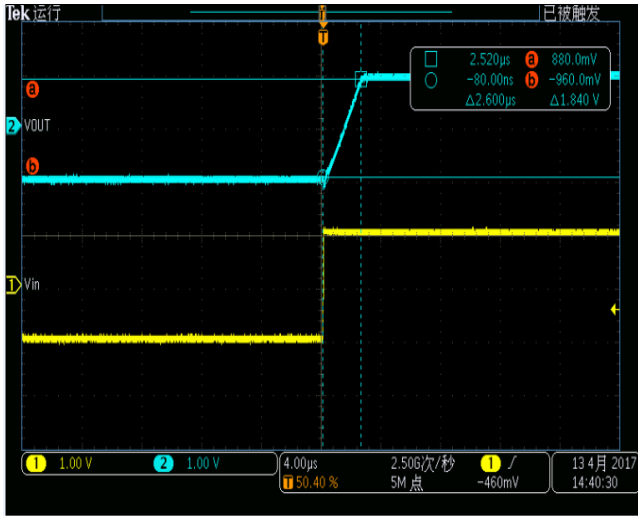 Tek 运行 已被触发
T
T
2.520μs a 880.0mV
-80.00ns b -960.0mV
△2.600μs △1.840 V
a
2 VOUT
b
1 Vin
1 1.00 V 2 1.00 V 4.00μs 2.50G次/秒 1 13 4月 2017
T 50.40 % 5M 点 -460mV 14:40:30